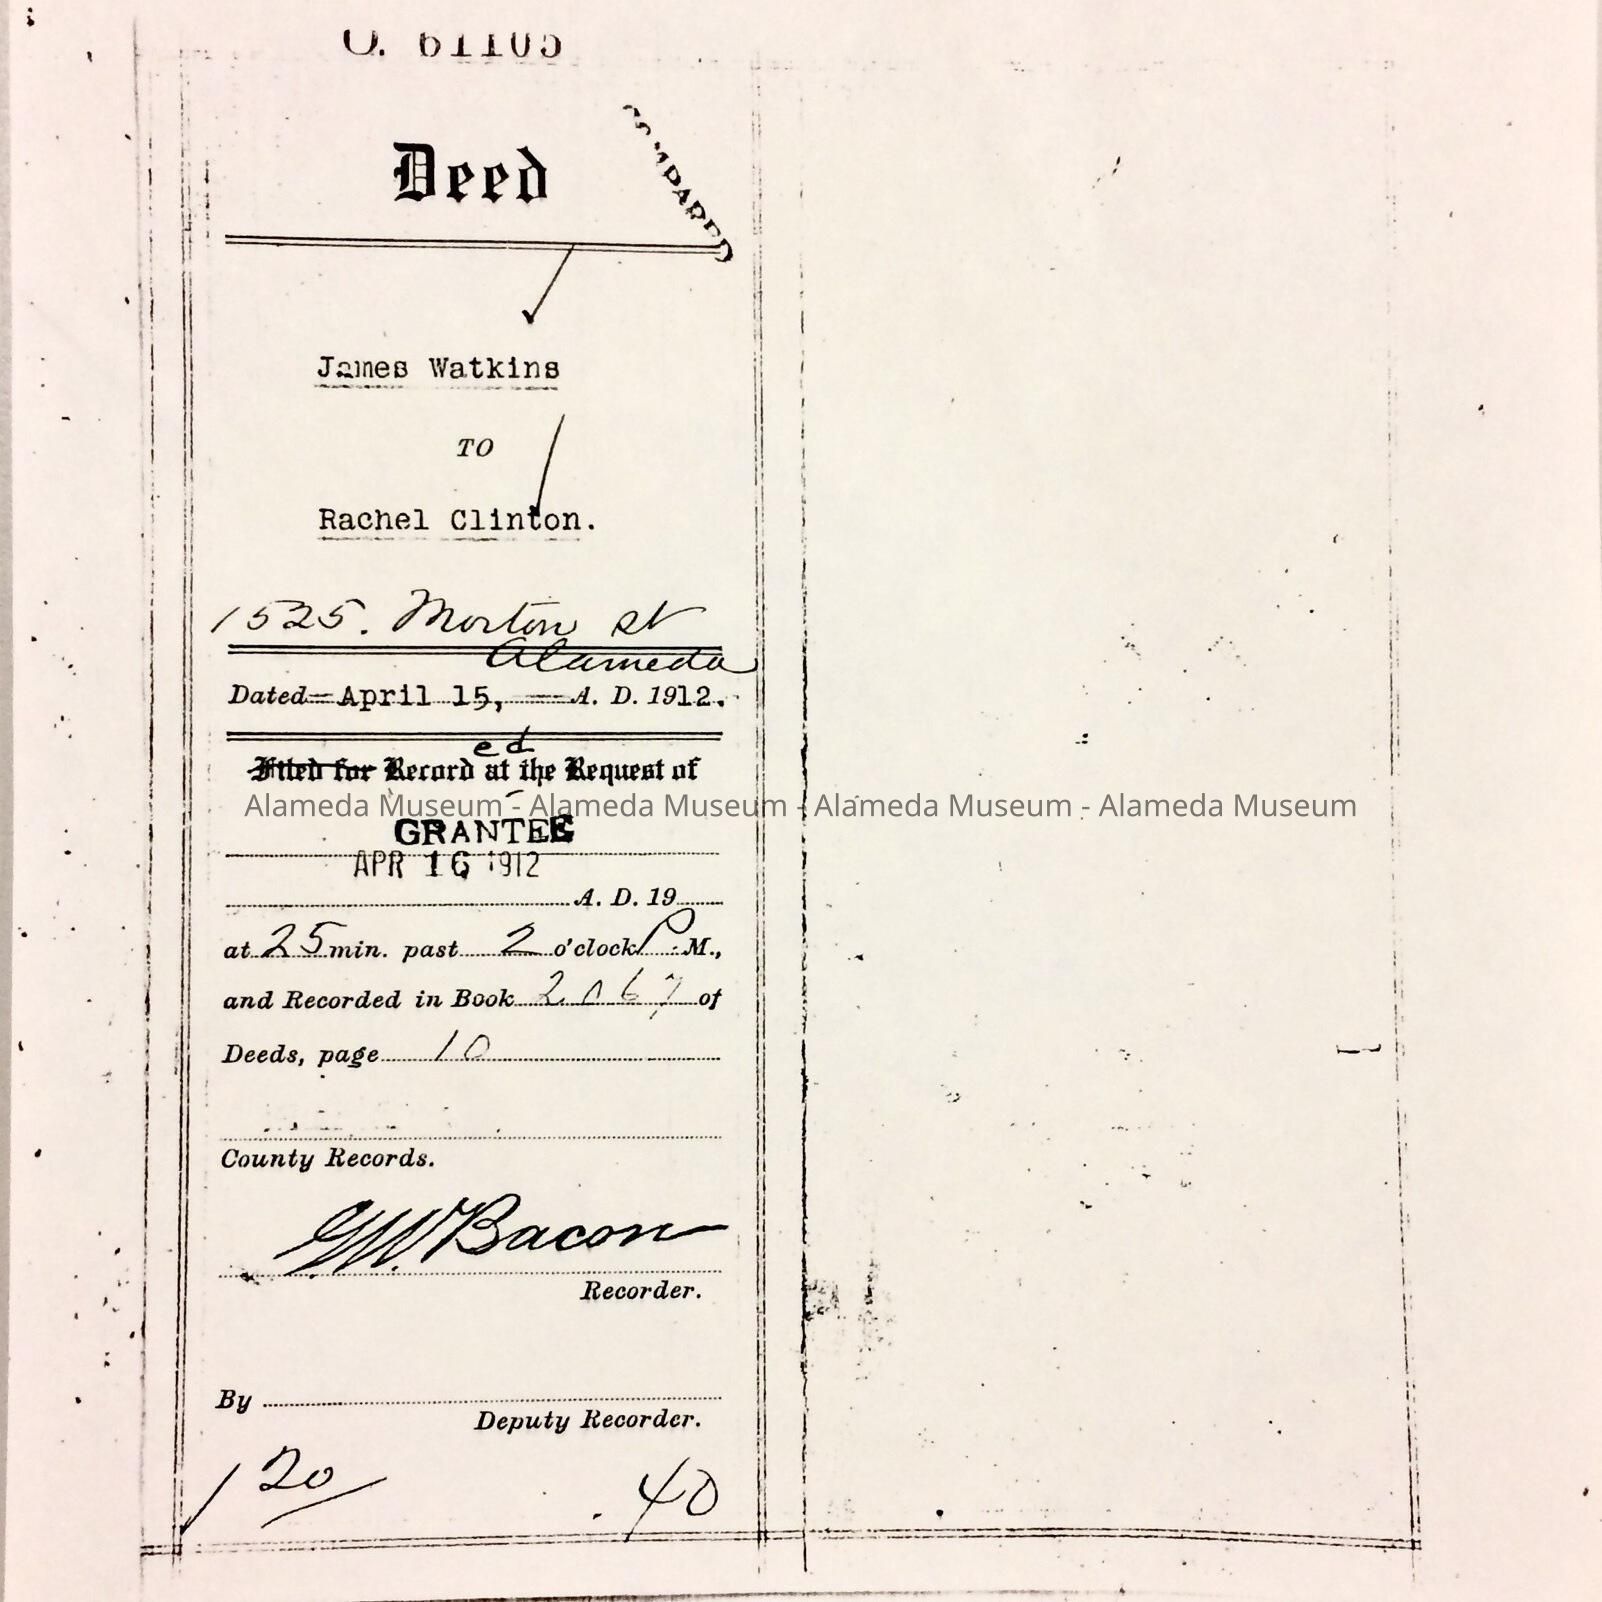 O. 61105
Deed
COMPARED
James Watkins
TO
Rachel Clinton.
1525. Morton St
Alameda
Dated April 15, A. D. 1912.
ed
Filed for Record at the Request of
Alameda Museum - Alameda Museum - Alameda Museum - Alameda Museum
GRANTEE
APR 16 1912
A. D. 19
at 25 min. past 2 o'clock P. M.,
and Recorded in Book 2067 of
Deeds, page 10
County Records.
G. W. Bacon
Recorder.
By
Deputy Recorder.
1 20 .40